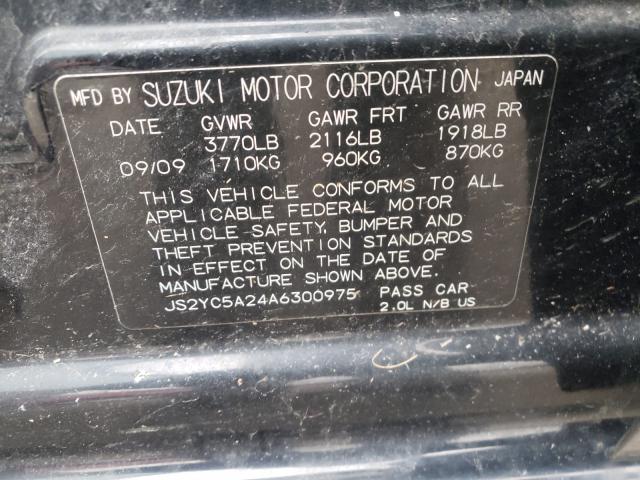 MFD BY SUZUKI MOTOR CORPORATION JAPAN
DATE GVWR GAWR FRT GAWR RR
3770LB 2116LB 1918LB
09/09 1710KG 960KG 870KG
THIS VEHICLE CONFORMS TO ALL
APPLICABLE FEDERAL MOTOR
VEHICLE SAFETY, BUMPER AND
THEFT PREVENTION STANDARDS
IN EFFECT ON THE DATE OF
MANUFACTURE SHOWN ABOVE.
JS2YC5A24A6300975 PASS CAR
2.0L N/B US